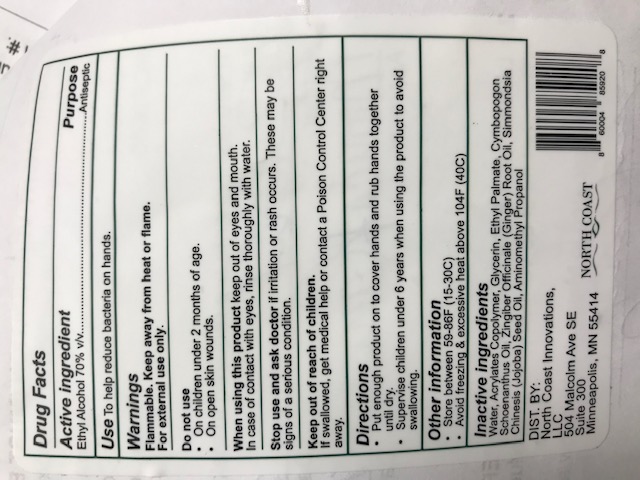 Drug Facts
Active ingredient Purpose
Ethyl Alcohol 70% v/v..........................Antiseptic
Use To help reduce bacteria on hands.
Warnings
Flammable. Keep away from heat or flame.
For external use only.
Do not use
• On children under 2 months of age.
• On open skin wounds.
When using this product keep out of eyes and mouth.
In case of contact with eyes, rinse thoroughly with water.
Stop use and ask doctor if irritation or rash occurs. These may be
signs of a serious condition.
Keep out of reach of children.
If swallowed, get medical help or contact a Poison Control Center right
away.
Directions
• Put enough product on to cover hands and rub hands together
until dry.
• Supervise children under 6 years when using the product to avoid
swallowing.
Other information
• Store between 59-86F (15-30C)
• Avoid freezing & excessive heat above 104F (40C)
Inactive ingredients
Water, Acrylates Copolymer, Glycerin, Ethyl Palmate, Cymbopogon
Schoenanthus Oil, Zingiber Officinale (Ginger) Root Oil, Simmondsia
Chinesis (Jojoba) Seed Oil, Aminomethyl Propanol
DIST. BY:
North Coast Innovations,
LLC
504 Malcolm Ave SE
Suite 300
Minneapolis, MN 55414
NORTH COAST
8 60004 85920 8